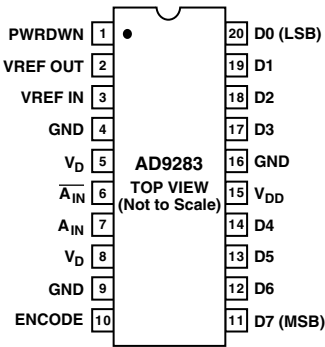 PWRDWN 1 20 D0 (LSB)
VREF OUT 2 19 D1
VREF IN 3 18 D2
GND 4 17 D3
VD 5 AD9283 16 GND
AIN 6 TOP VIEW 15 VDD
(Not to Scale)
AIN 7 14 D4
VD 8 13 D5
GND 9 12 D6
ENCODE 10 11 D7 (MSB)